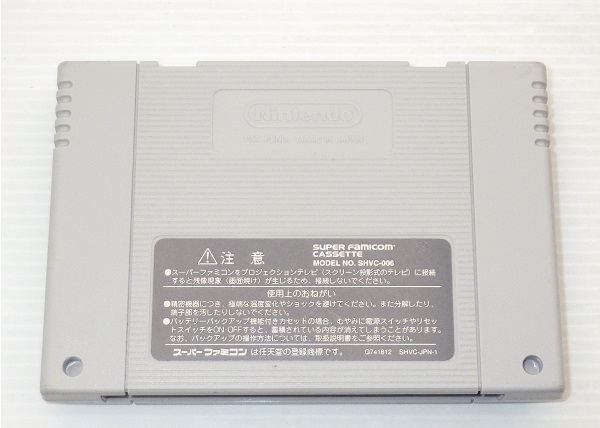 Nintendo
MADE IN JAPAN
⚠注 意
SUPER FAMICOM
CASSETTE
MODEL NO. SHVC-006
●スーパーファミコンをプロジェクションテレビ（スクリーン投影式のテレビ）に接続
すると残像現象（画面焼け）が生じるため、接続しないでください。
使用上のおねがい
●精密機器につき、極端な温度変化やショックを避けてください。また分解したり、
端子部を汚したりしないでください。
●バッテリーバックアップ機能付きカセットの場合、むやみに電源スイッチやリセッ
トスイッチをON・OFFすると、蓄積されている内容が消えてしまうことがあります。
なお、バックアップの操作方法については、取扱説明書をご参照ください。
スーパーファミコン は任天堂の登録商標です。 G741812 SHVC-JPN-1